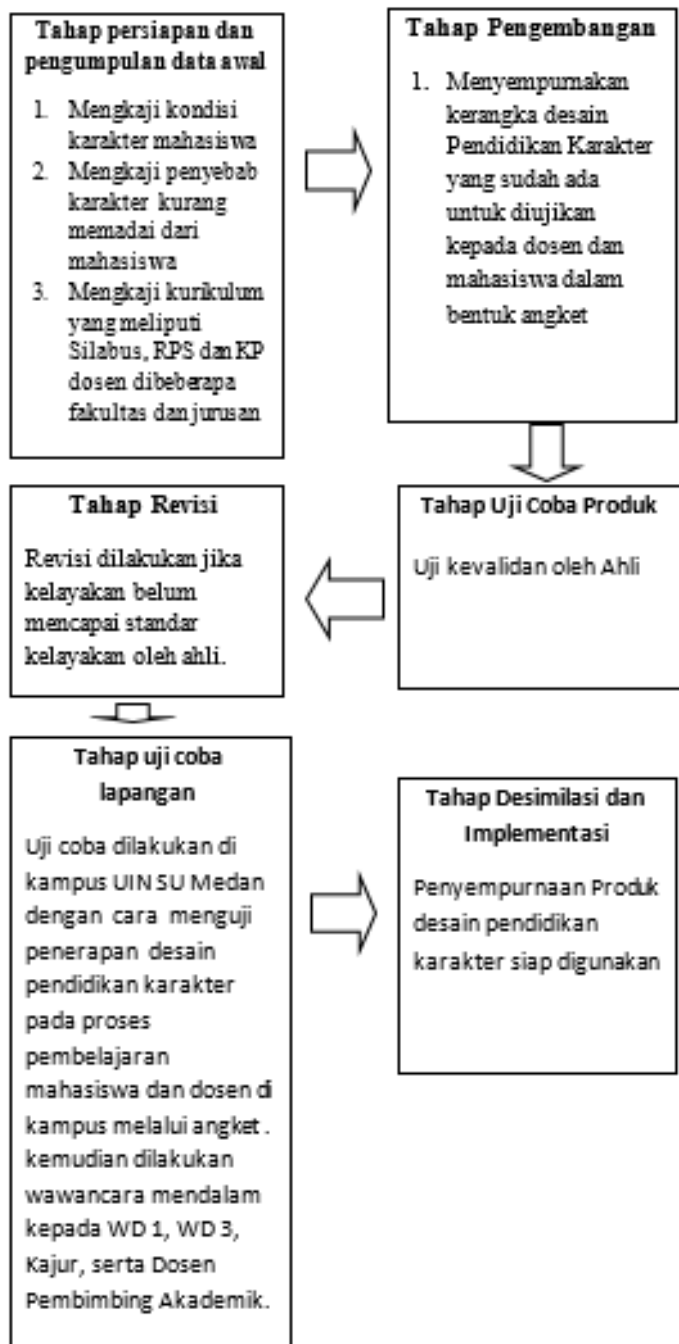 Tahap persiapan dan
pengumpulan data awal
1. Mengkaji kondisi
karakter mahasiswa
2. Mengkaji penyebab
karakter kurang
memadai dari
mahasiswa
3. Mengkaji kurikulum
yang meliputi
Silabus, RPS dan KP
dosen dibeberapa
fakultas dan jurusan
Tahap Pengembangan
1. Menyempurnakan
kerangka desain
Pendidikan Karakter
yang sudah ada
untuk diujikan
kepada dosen dan
mahasiswa dalam
bentuk angket
Tahap Uji Coba Produk
Uji kevalidan oleh Ahli
Tahap Revisi
Revisi dilakukan jika
kelayakan belum
mencapai standar
kelayakan oleh ahli.
Tahap uji coba
lapangan
Uji coba dilakukan di
kampus UIN SU Medan
dengan cara menguji
penerapan desain
pendidikan karakter
pada proses
pembelajaran
mahasiswa dan dosen di
kampus melalui angket.
kemudian dilakukan
wawancara mendalam
kepada WD 1, WD 3,
Kajur, serta Dosen
Pembimbing Akademik.
Tahap Desimilasi dan
Implementasi
Penyempurnaan Produk
desain pendidikan
karakter siap digunakan